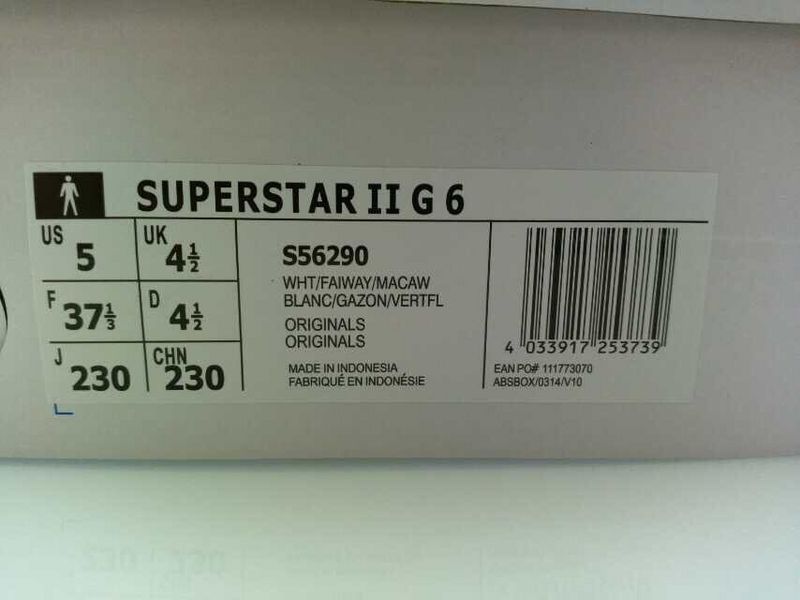 SUPERSTAR II G 6
US 5 UK 4½
F 37⅓ D 4½
J 230 CHN 230
S56290
WHT/FAIWAY/MACAW
BLANC/GAZON/VERTFL
ORIGINALS
ORIGINALS
MADE IN INDONESIA
FABRIQUÉ EN INDONÉSIE
4 033917 253739
EAN PO# 111773070
ABSBOX/0314/V10